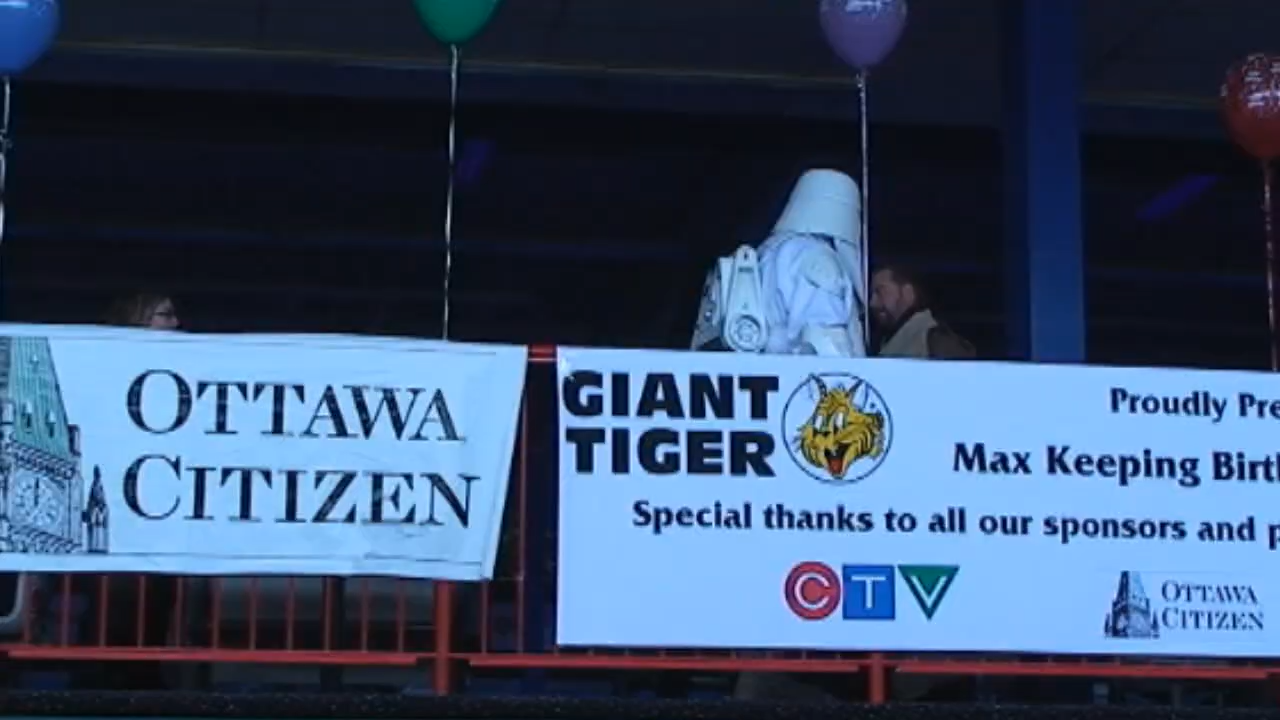 OTTAWA
CITIZEN
GIANT
TIGER
Proudly
Max Keeping
Special thanks to all our sponsors and
CTV
OTTAWA
CITIZEN